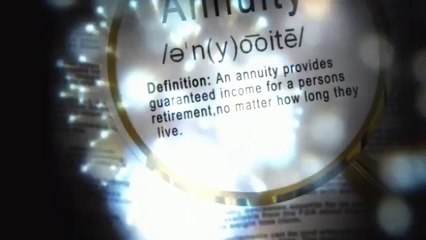 Annuity
/əˈn(y)o͞oitē/
Definition: An annuity provides
guaranteed income for a persons
retirement,no matter how long they
live.